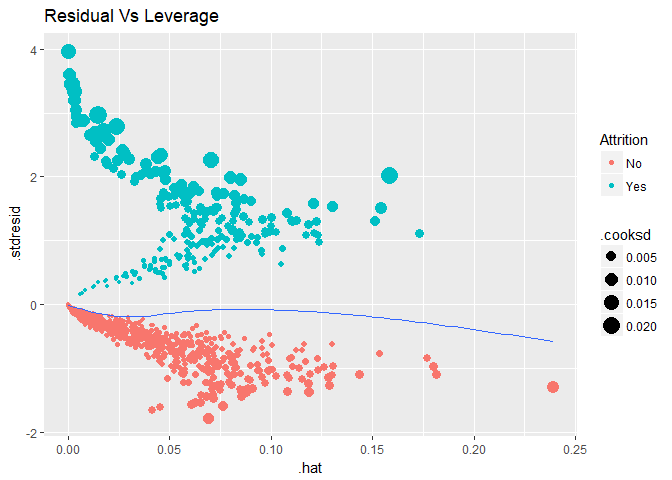 Residual Vs Leverage
4
2
0
-2
.stdresid
0.00
0.05
0.10
0.15
0.20
0.25
.hat
Attrition
No
Yes
.cooksd
0.005
0.010
0.015
0.020